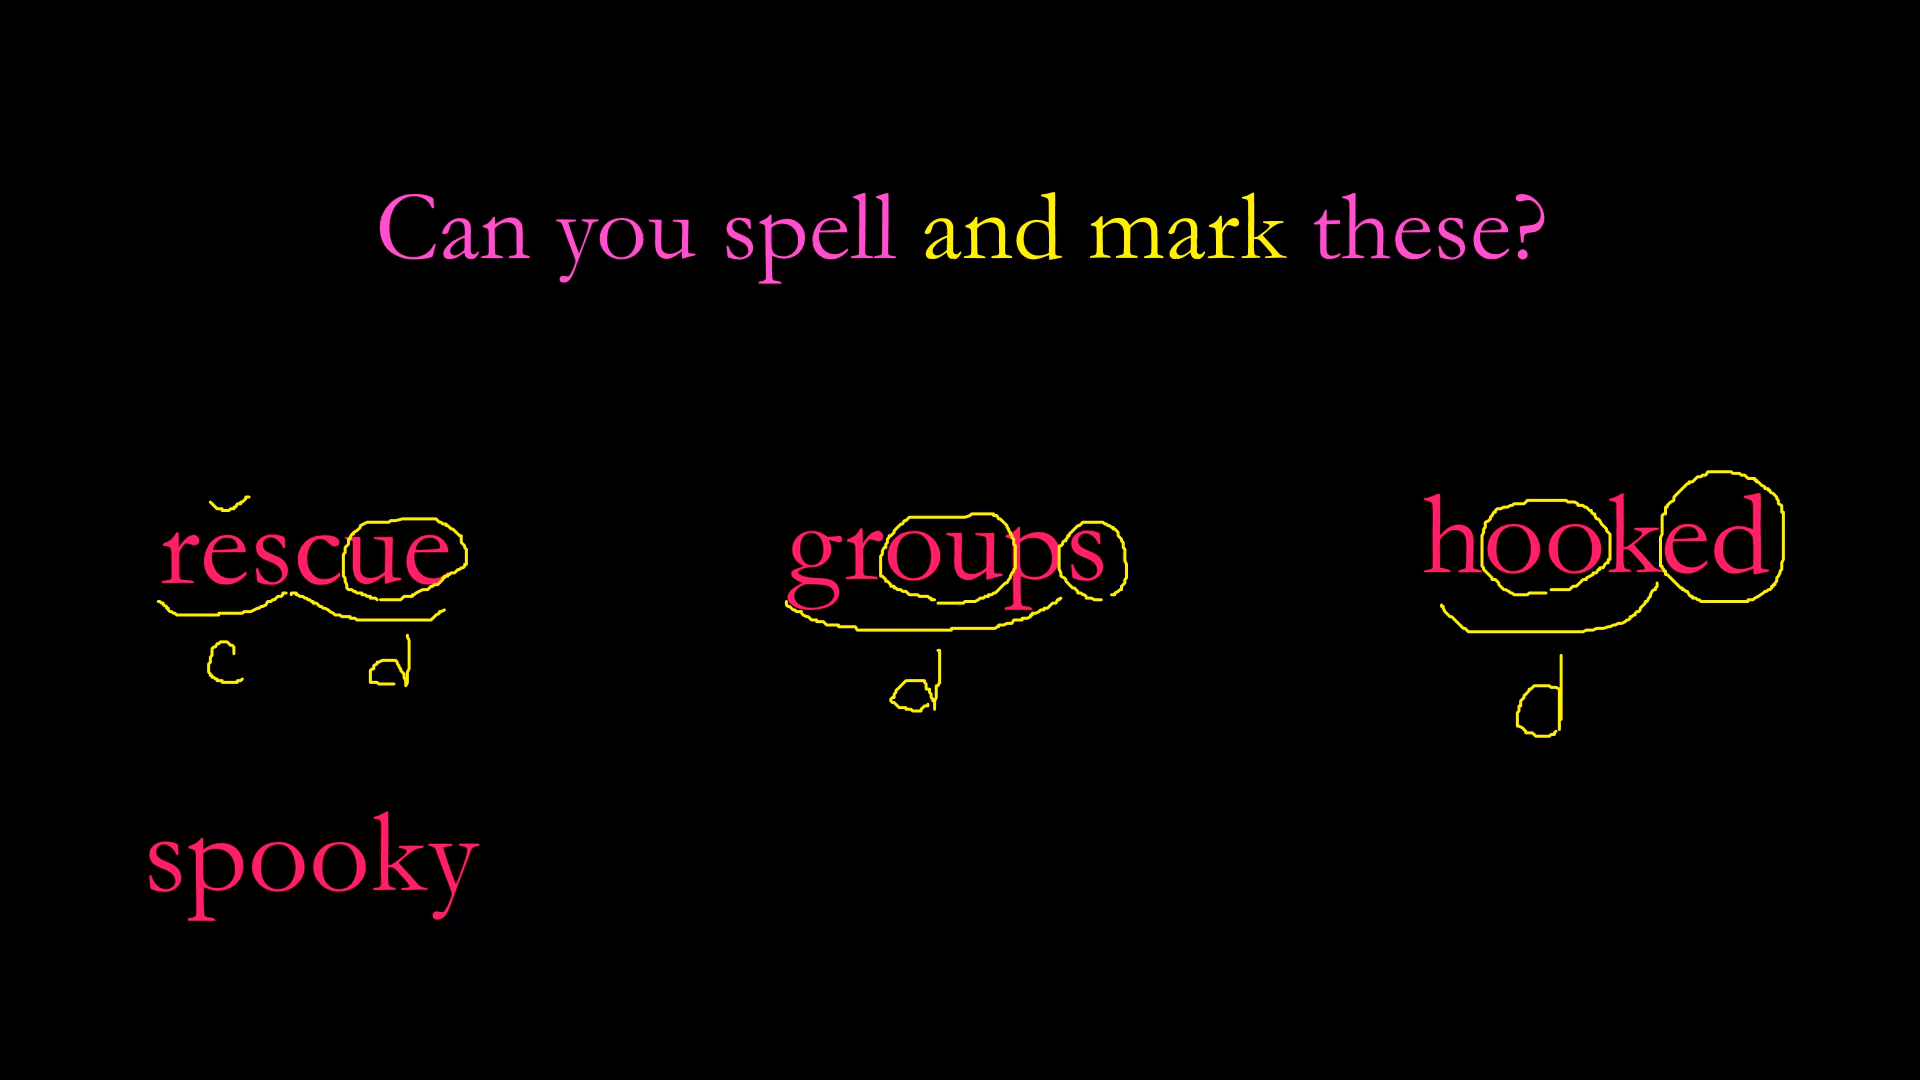 Can you spell and mark these?
rescue groups hooked
c d d d
spooky